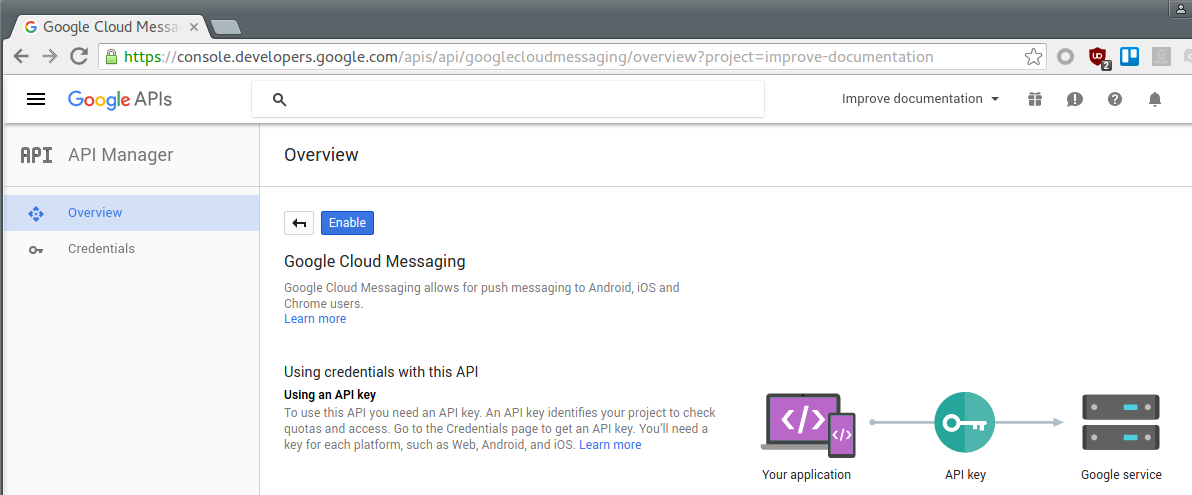 Google Cloud Messa
https://console.developers.google.com/apis/api/googlecloudmessaging/overview?project=improve-documentation
2
Google APIs
Improve documentation
API API Manager
Overview
Overview
Credentials
Enable
Google Cloud Messaging
Google Cloud Messaging allows for push messaging to Android, iOS and
Chrome users.
Learn more
Using credentials with this API
Using an API key
To use this API you need an API key. An API key identifies your project to check
quotas and access. Go to the Credentials page to get an API key. You'll need a
key for each platform, such as Web, Android, and iOS. Learn more
Your application
API key
Google service